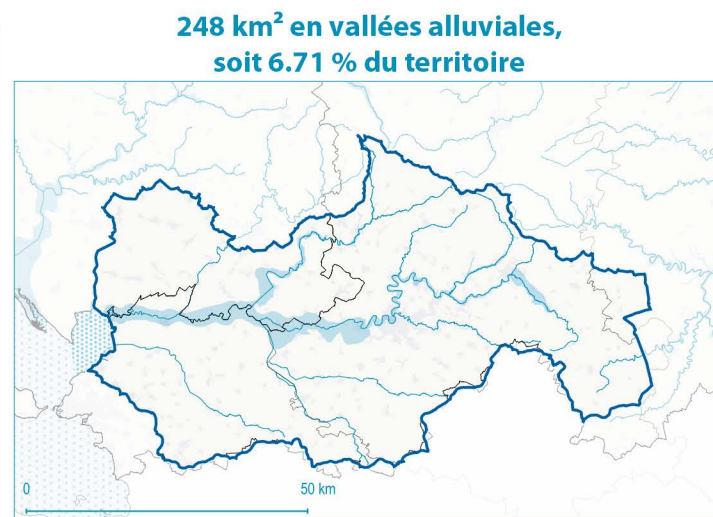 248 km² en vallées alluviales,
soit 6.71 % du territoire
0
50 km